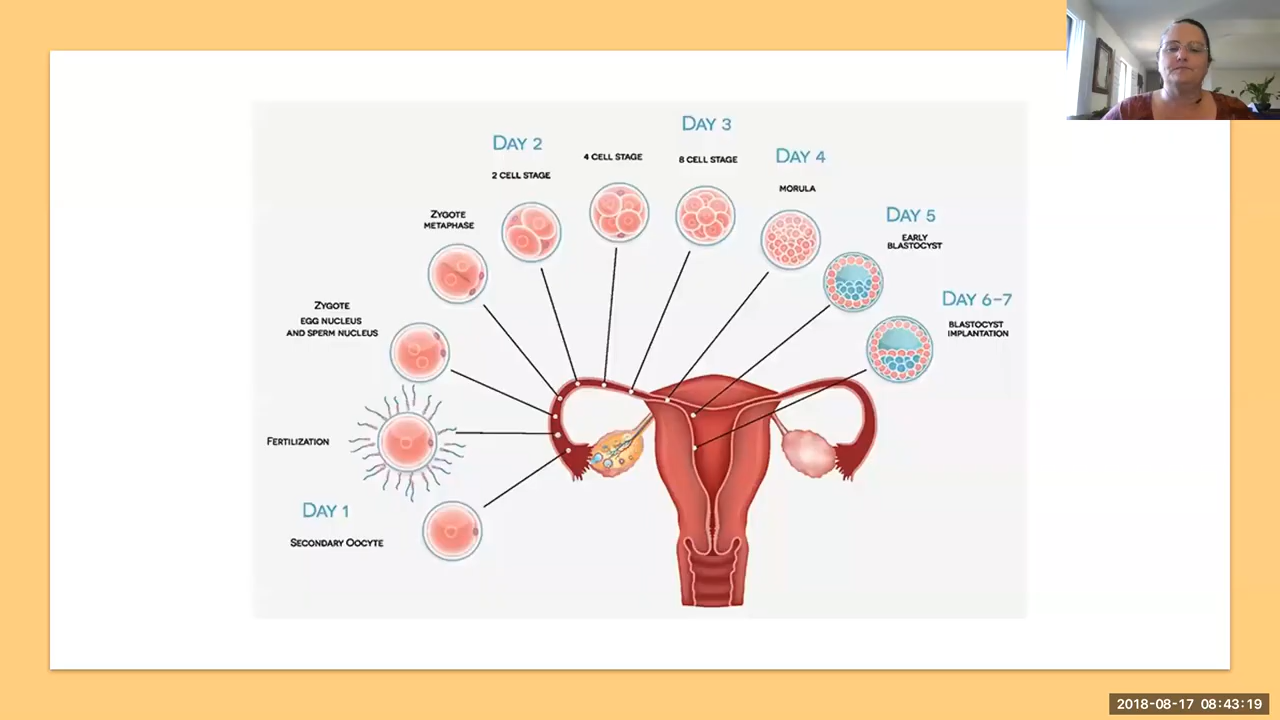 DAY 1
SECONDARY OOCYTE
FERTILIZATION
ZYGOTE
EGG NUCLEUS
AND SPERM NUCLEUS
ZYGOTE
METAPHASE
DAY 2
2 CELL STAGE
4 CELL STAGE
DAY 3
8 CELL STAGE
DAY 4
MORULA
DAY 5
EARLY
BLASTOCYST
DAY 6-7
BLASTOCYST
IMPLANTATION
2018-08-17 08:43:19